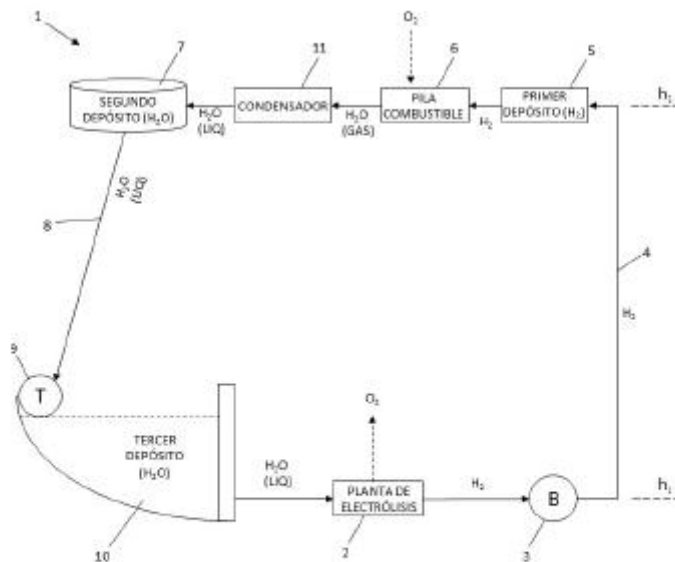 1
7
11
O₂
6
5
SEGUNDO
DEPÓSITO (H₂O)
CONDENSADOR
PILA
COMBUSTIBLE
PRIMER
DEPÓSITO (H₂)
h₁
H₂O
(LIQ)
H₂O
(GAS)
H₂
H₂O
(LIQ)
8
4
H₂
9
T
O₂
TERCER
DEPÓSITO
(H₂O)
H₂O
(LIQ)
PLANTA DE
ELECTRÓLISIS
H₂
B
h₁
10
2
3